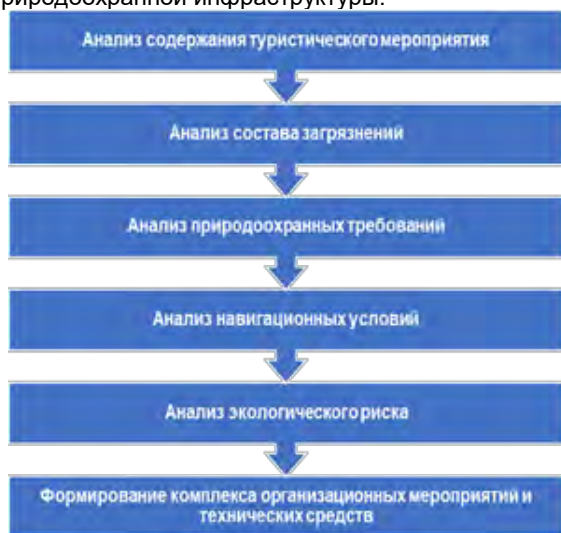 риродоохранной инфраструктуры.
Анализ содержания туристического мероприятия
Анализ состава загрязнений
Анализ природоохранных требований
Анализ навигационных условий
Анализ экологического риска
Формирование комплекса организационных мероприятий и
технических средств